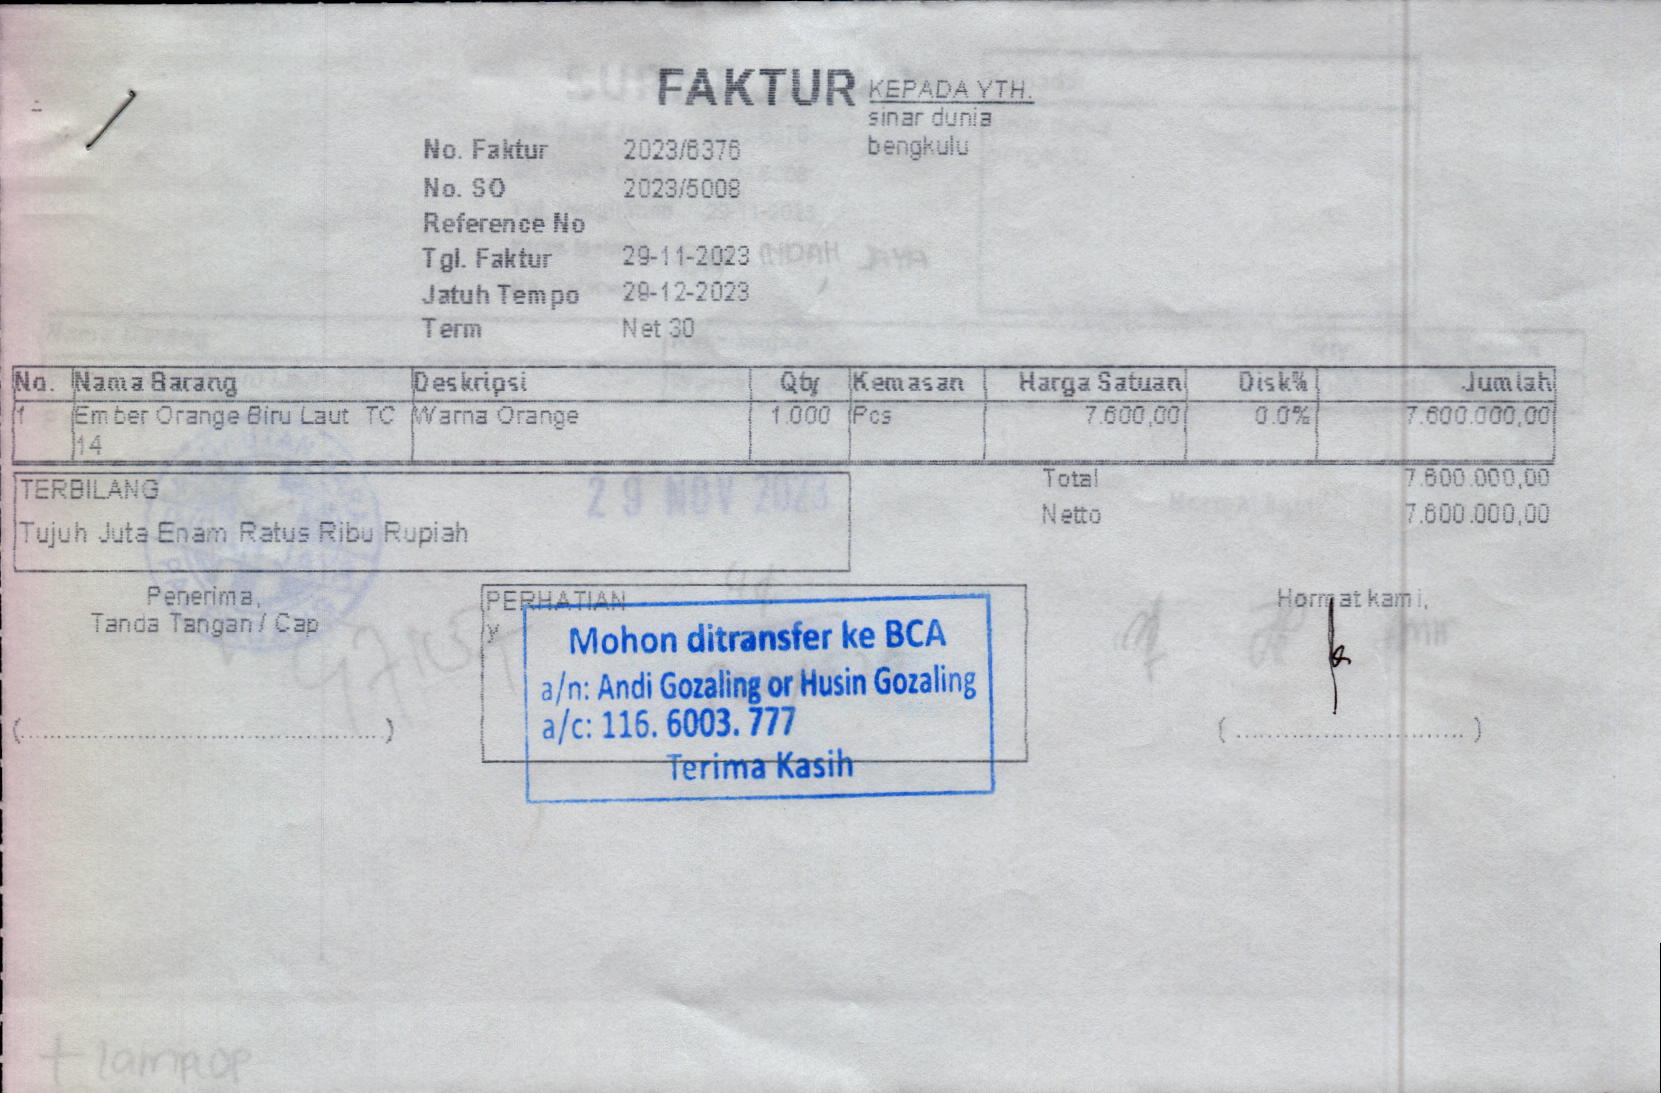 FAKTUR
KEPADA YTH.
sinar dunia
bengkulu
No. Faktur 2023/6376
No. SO 2023/5008
Reference No
Tgl. Faktur 29-11-2023
Jatuh Tempo 29-12-2023
Term Net 30
No. Nama Barang Deskripsi Qty Kemasan Harga Satuan Disk% Jumlah
1 Ember Orange Biru Laut TC Warna Orange 1.000 Pcs 7.600,00 0.0% 7.600.000,00
14
Total 7.600.000,00
Netto 7.600.000,00
TERBILANG
29 NOV 2023
Tujuh Juta Enam Ratus Ribu Rupiah
Penerima,
Tanda Tangan / Cap
(................................................)
PERHATIAN
y
Mohon ditransfer ke BCA
a/n: Andi Gozaling or Husin Gozaling
a/c: 116. 6003. 777
Terima Kasih
Hormat kami,
(..............................)